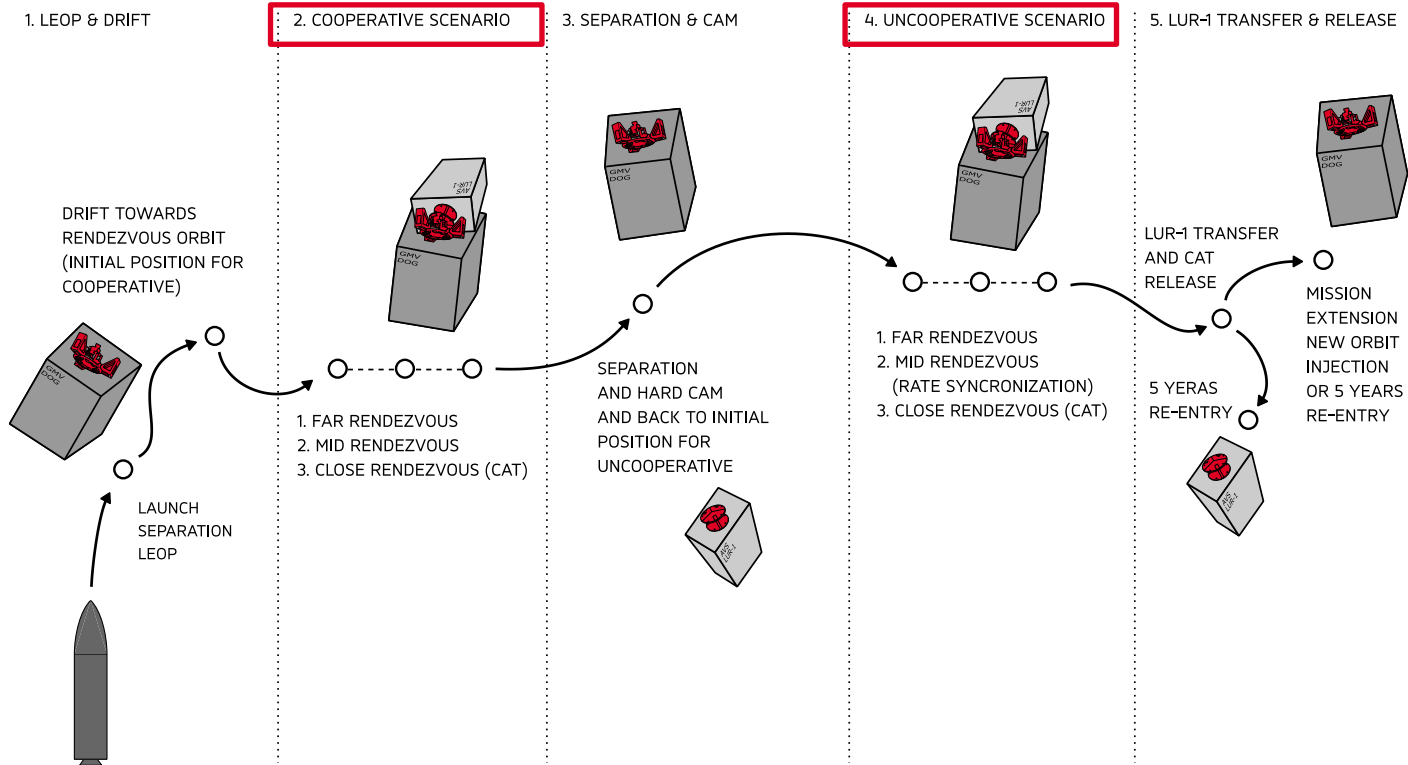 1. LEOP & DRIFT
2. COOPERATIVE SCENARIO
3. SEPARATION & CAM
4. UNCOOPERATIVE SCENARIO
5. LUR-1 TRANSFER & RELEASE
DRIFT TOWARDS
RENDEZVOUS ORBIT
(INITIAL POSITION FOR
COOPERATIVE)
GMV
DOG
LAUNCH
SEPARATION
LEOP
AVS
LUR-1
GMV
DOG
1. FAR RENDEZVOUS
2. MID RENDEZVOUS
3. CLOSE RENDEZVOUS (CAT)
GMV
DOG
SEPARATION
AND HARD CAM
AND BACK TO INITIAL
POSITION FOR
UNCOOPERATIVE
AVS
LUR-1
AVS
LUR-1
GMV
DOG
1. FAR RENDEZVOUS
2. MID RENDEZVOUS
(RATE SYNCRONIZATION)
3. CLOSE RENDEZVOUS (CAT)
GMV
DOG
LUR-1 TRANSFER
AND CAT
RELEASE
MISSION
EXTENSION
NEW ORBIT
INJECTION
OR 5 YEARS
RE-ENTRY
5 YERAS
RE-ENTRY
AVS
LUR-1